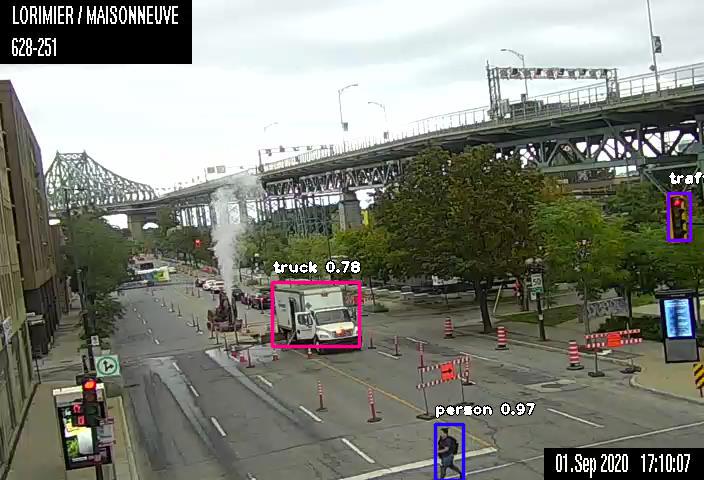 LORIMIER / MAISONNEUVE
628-251
traf
truck 0.78
person 0.97
01.Sep 2020 17:10:07